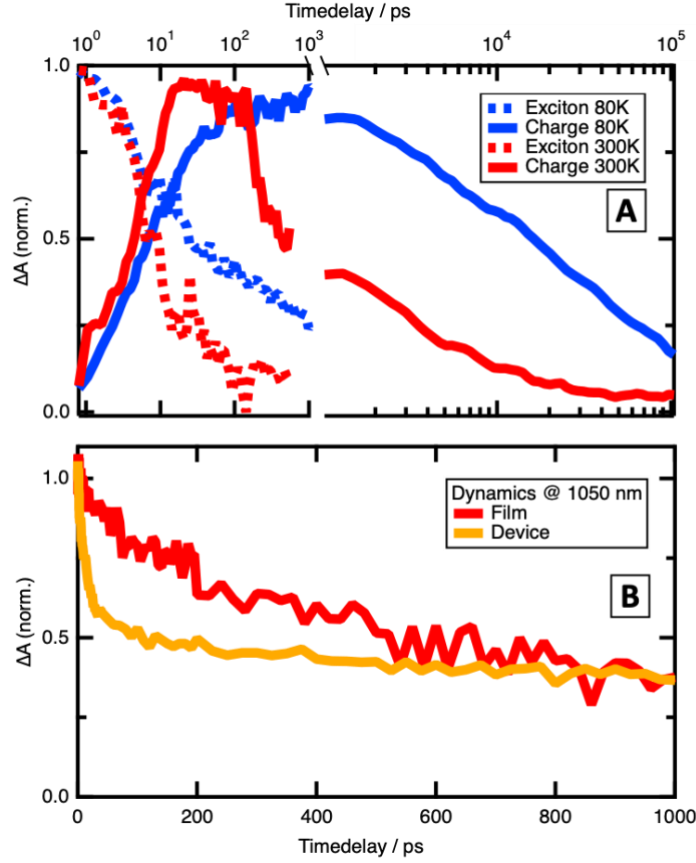 Timedelay / ps
10⁰ 10¹ 10² 10³ 10⁴ 10⁵
1.0
Exciton 80K
Charge 80K
Exciton 300K
Charge 300K
A
ΔA (norm.)
0.5
0.0
1.0
Dynamics @ 1050 nm
Film
Device
B
ΔA (norm.)
0.5
0.0
0 200 400 600 800 1000
Timedelay / ps